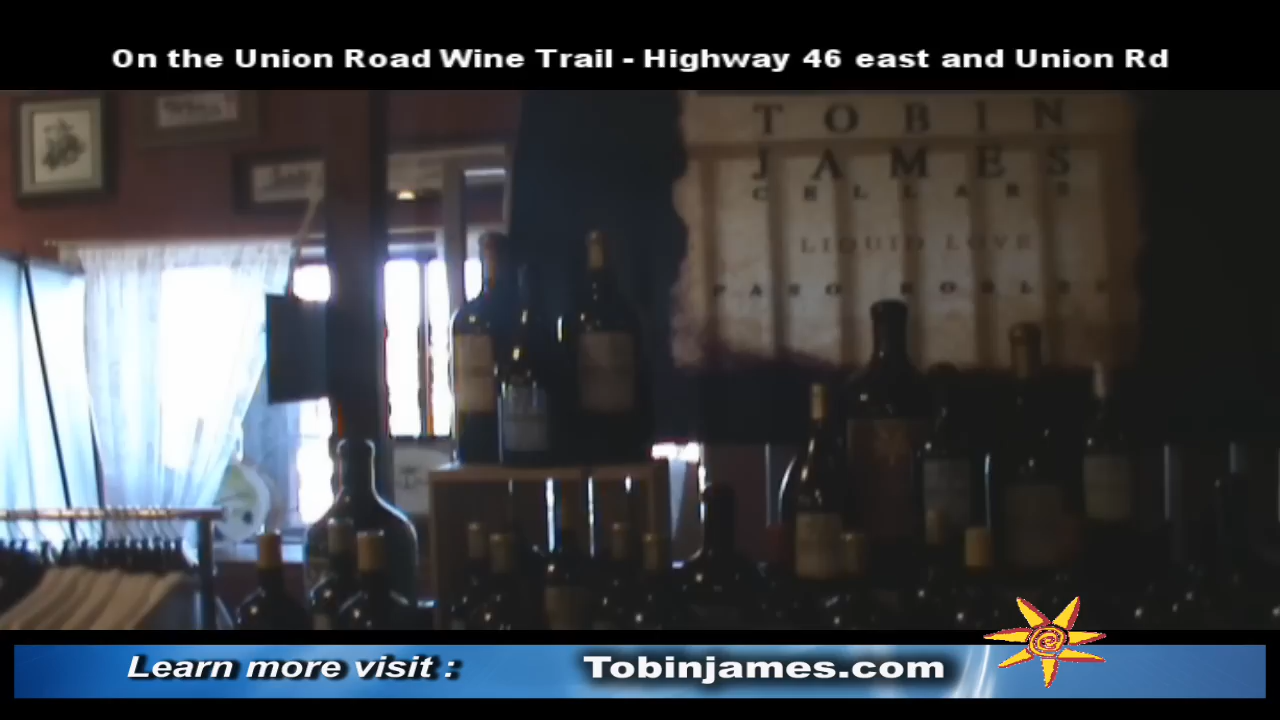 On the Union Road Wine Trail - Highway 46 east and Union Rd
TOBIN
JAMES
CELLARS
LIQUID LOVE
PASO ROBLES
Learn more visit :
Tobinjames.com